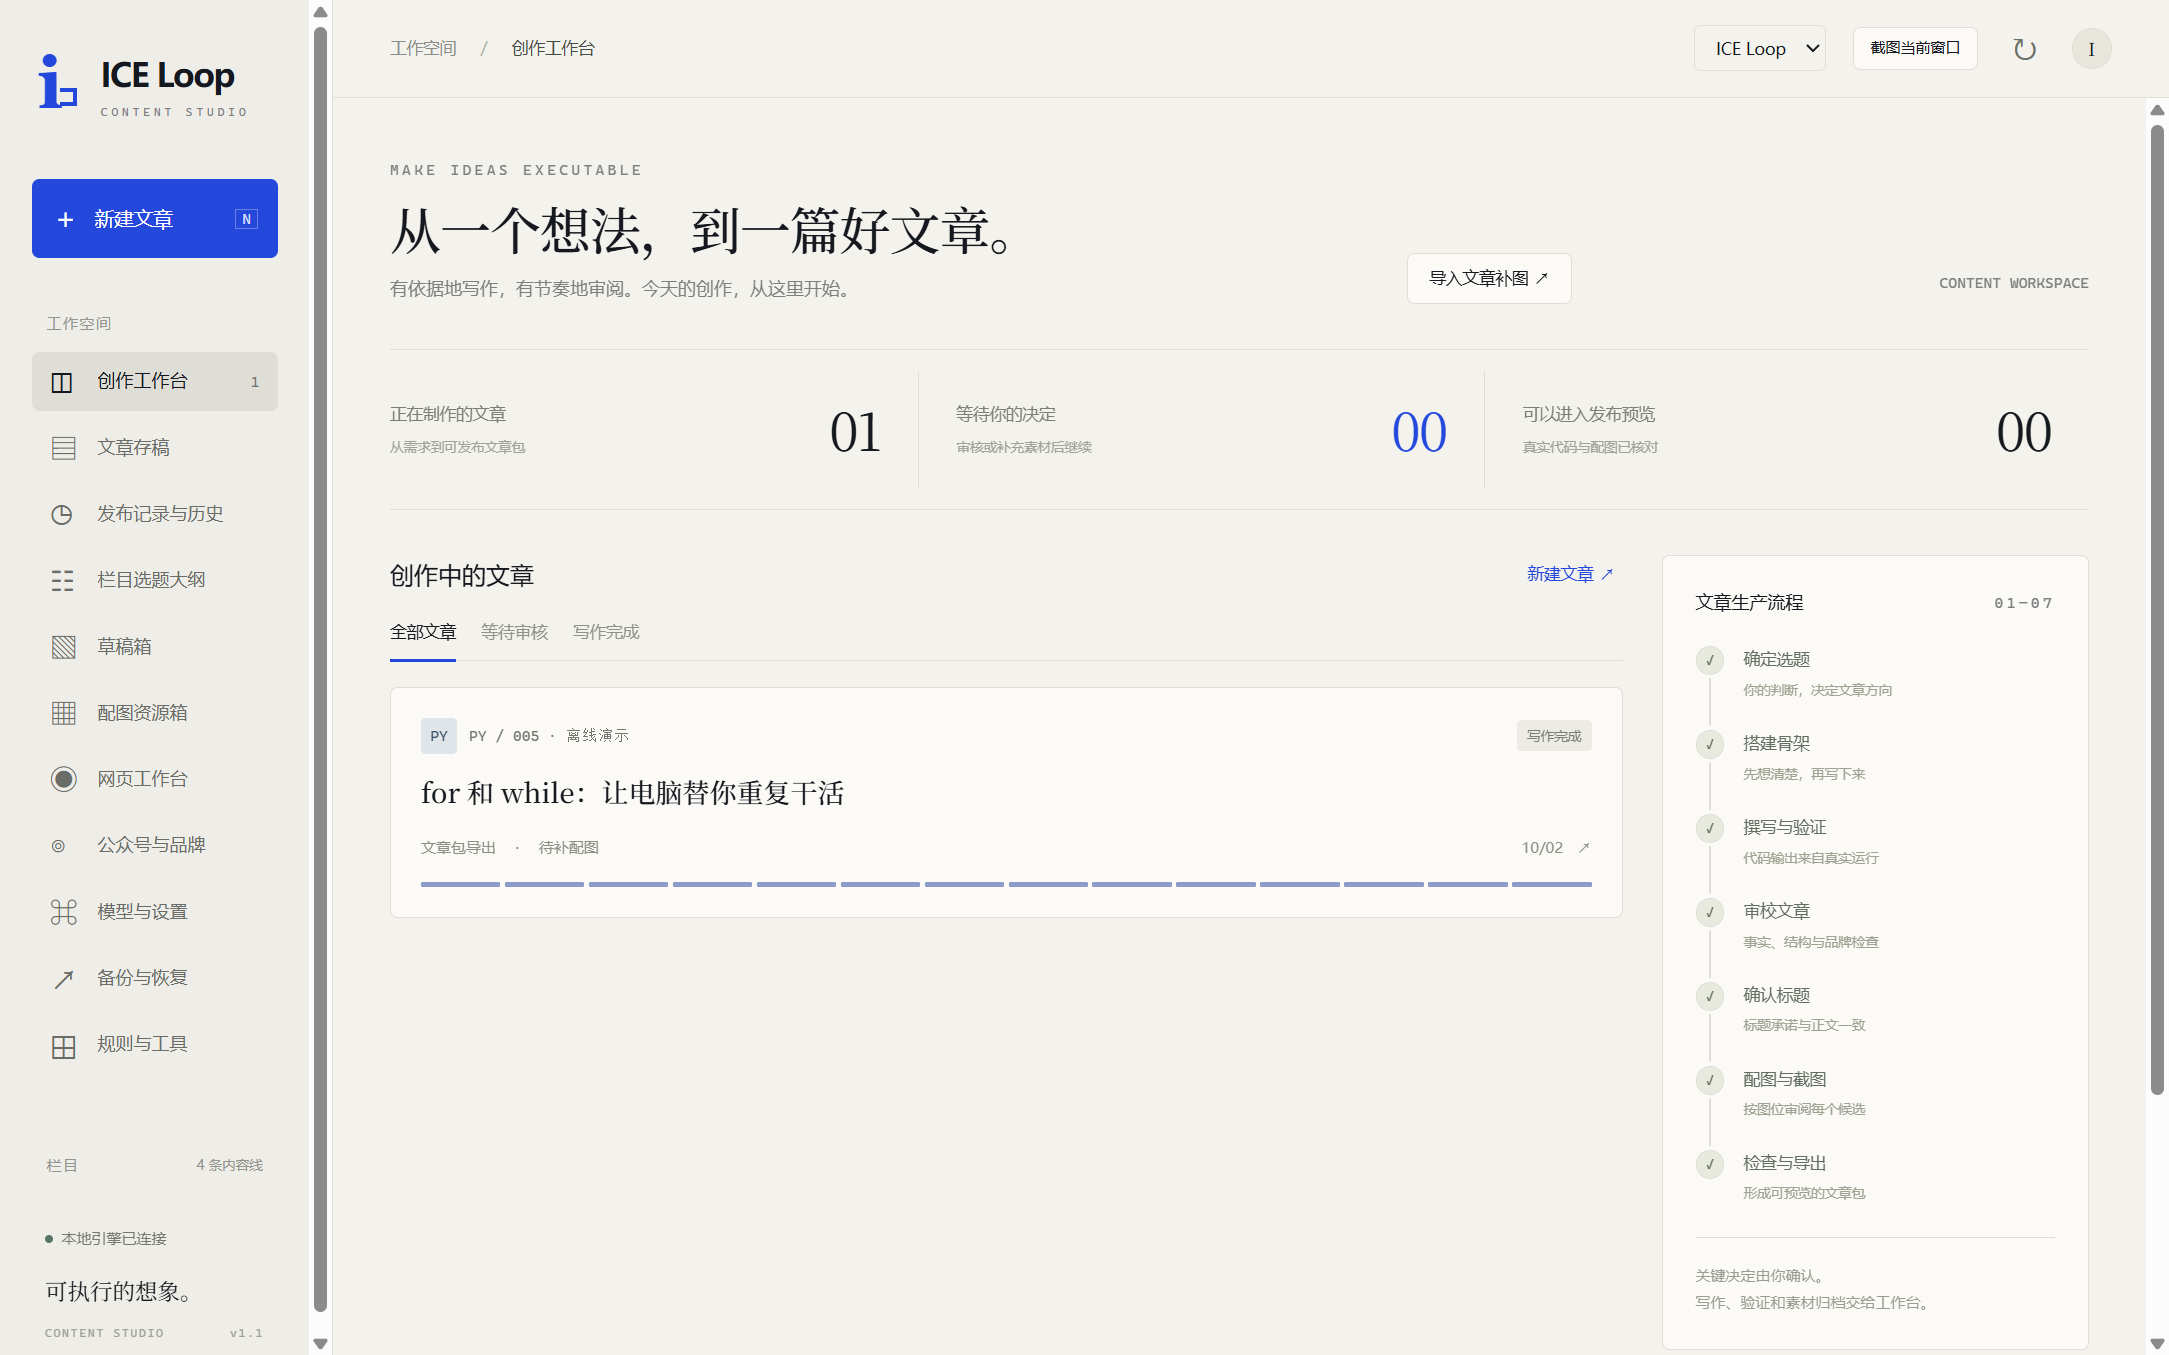 ICE Loop
CONTENT STUDIO
+ 新建文章 N
工作空间
创作工作台 1
文章存稿
发布记录与历史
栏目选题大纲
草稿箱
配图资源箱
网页工作台
公众号与品牌
模型与设置
备份与恢复
规则与工具
栏目 4 条内容线
本地引擎已连接
可执行的想象。
CONTENT STUDIO v1.1
工作空间 / 创作工作台
ICE Loop
截图当前窗口
I
MAKE IDEAS EXECUTABLE
从一个想法，到一篇好文章。
有依据地写作，有节奏地审阅。今天的创作，从这里开始。
导入文章补图 ↗
CONTENT WORKSPACE
正在制作的文章
从需求到可发布文章包
01
等待你的决定
审核或补充素材后继续
00
可以进入发布预览
真实代码与配图已核对
00
创作中的文章
新建文章 ↗
全部文章 等待审核 写作完成
PY PY / 005 · 离线演示
写作完成
for 和 while：让电脑替你重复干活
文章包导出 · 待补配图
10/02 ↗
文章生产流程 01—07
✓ 确定选题
你的判断，决定文章方向
✓ 搭建骨架
先想清楚，再写下来
✓ 撰写与验证
代码输出来自真实运行
✓ 审校文章
事实、结构与品牌检查
✓ 确认标题
标题承诺与正文一致
✓ 配图与截图
按图位审阅每个候选
✓ 检查与导出
形成可预览的文章包
关键决定由你确认。
写作、验证和素材归档交给工作台。